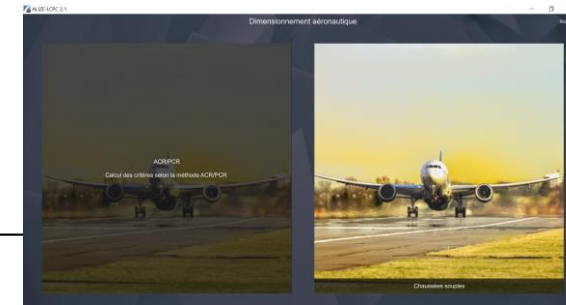 ALIZE-LCPC 2.1
Dimensionnement aéronautique
ACR/PCR
Calcul des critères selon la méthode ACR/PCR
Chaussées souples